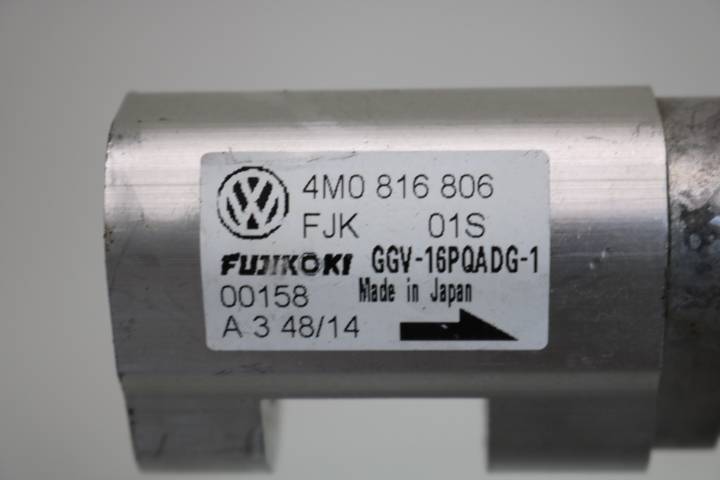 4M0 816 806
FJK 01S
FUJIKOKI GGV-16PQADG-1
00158 Made in Japan
A 3 48/14